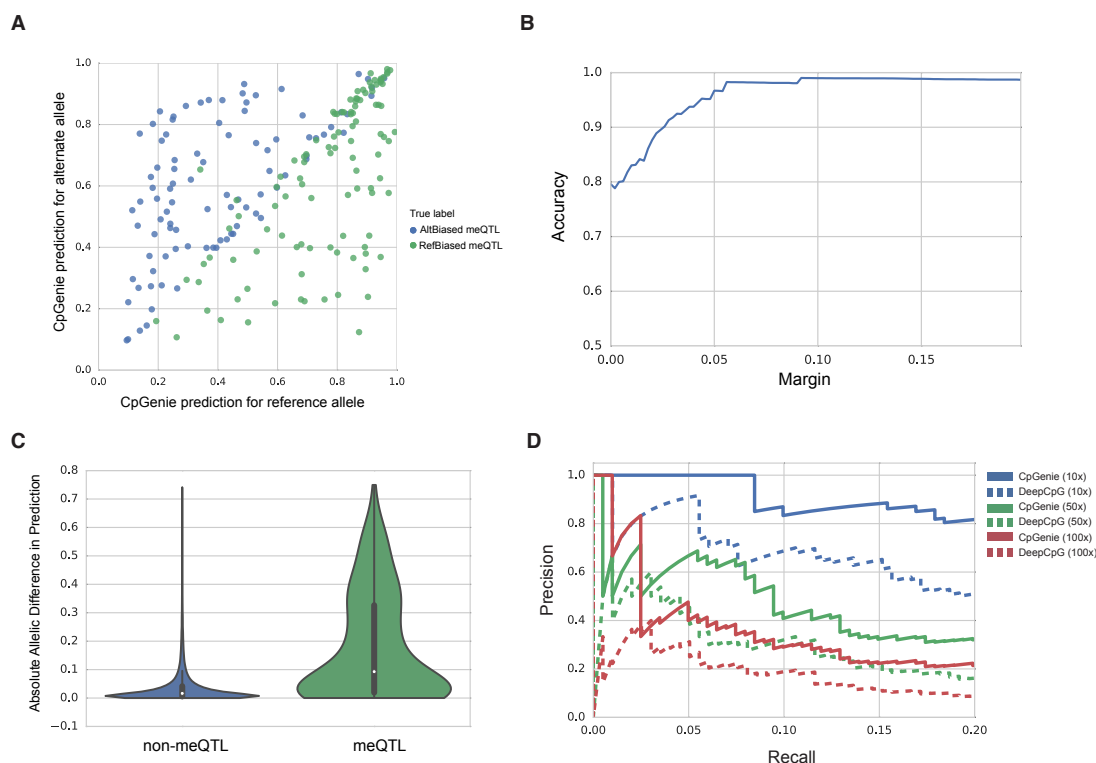 A
CpGenie prediction for alternate allele
1.0
0.8
0.6
0.4
0.2
0.0
0.0 0.2 0.4 0.6 0.8 1.0
CpGenie prediction for reference allele
True label
AltBiased meQTL
RefBiased meQTL
B
Accuracy
1.0
0.9
0.8
0.7
0.6
0.5
0.00 0.05 0.10 0.15
Margin
C
Absolute Allelic Difference in Prediction
0.8
0.7
0.6
0.5
0.4
0.3
0.2
0.1
0.0
−0.1
non-meQTL meQTL
D
Precision
1.0
0.8
0.6
0.4
0.2
0.0
0.00 0.05 0.10 0.15 0.20
Recall
CpGenie (10x)
DeepCpG (10x)
CpGenie (50x)
DeepCpG (50x)
CpGenie (100x)
DeepCpG (100x)